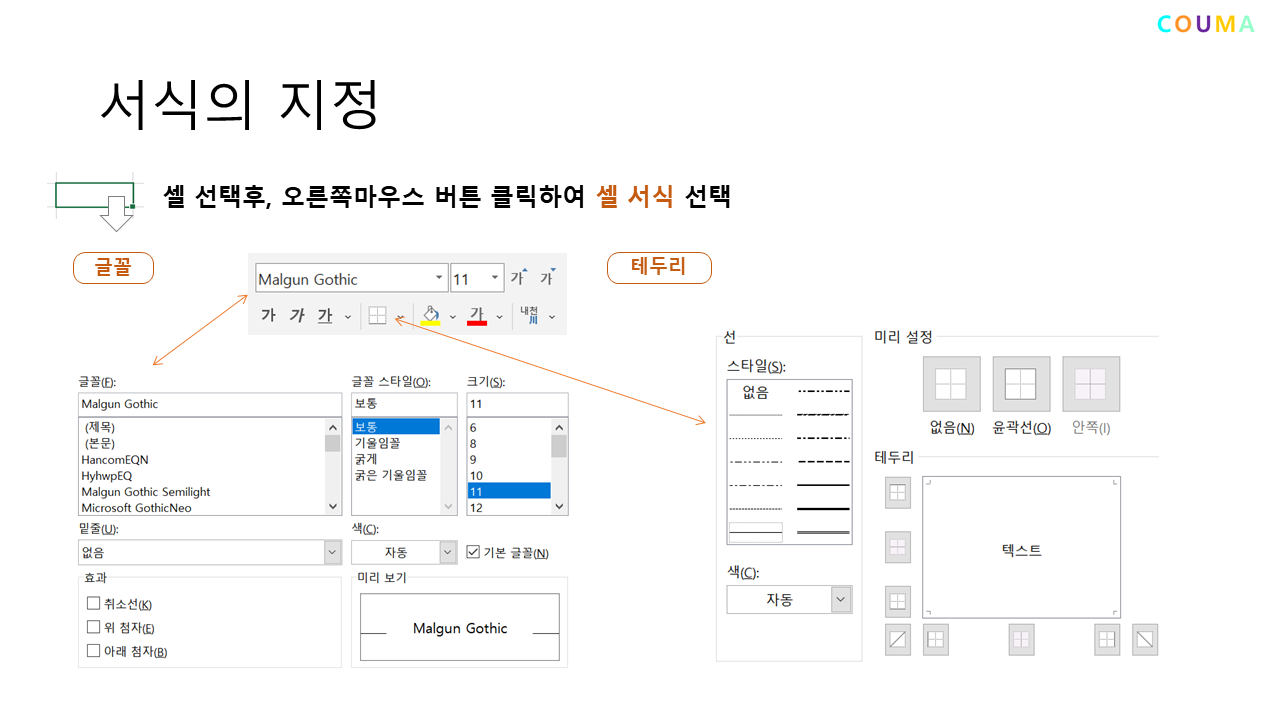 COUMA
서식의 지정
셀 선택후, 오른쪽마우스 버튼 클릭하여 셀 서식 선택
글꼴
Malgun Gothic
11
가 가
가 가 가
가
내천
川
테두리
글꼴(F):
Malgun Gothic
(제목)
(본문)
HancomEQN
HyhwpEQ
Malgun Gothic Semilight
Microsoft GothicNeo
글꼴 스타일(O):
보통
보통
기울임꼴
굵게
굵은 기울임꼴
크기(S):
11
6
8
9
10
11
12
밑줄(U):
없음
색(C):
자동
기본 글꼴(N)
효과
취소선(K)
위 첨자(E)
아래 첨자(B)
미리 보기
Malgun Gothic
선
스타일(S):
없음
색(C):
자동
미리 설정
없음(N) 윤곽선(O) 안쪽(I)
테두리
텍스트